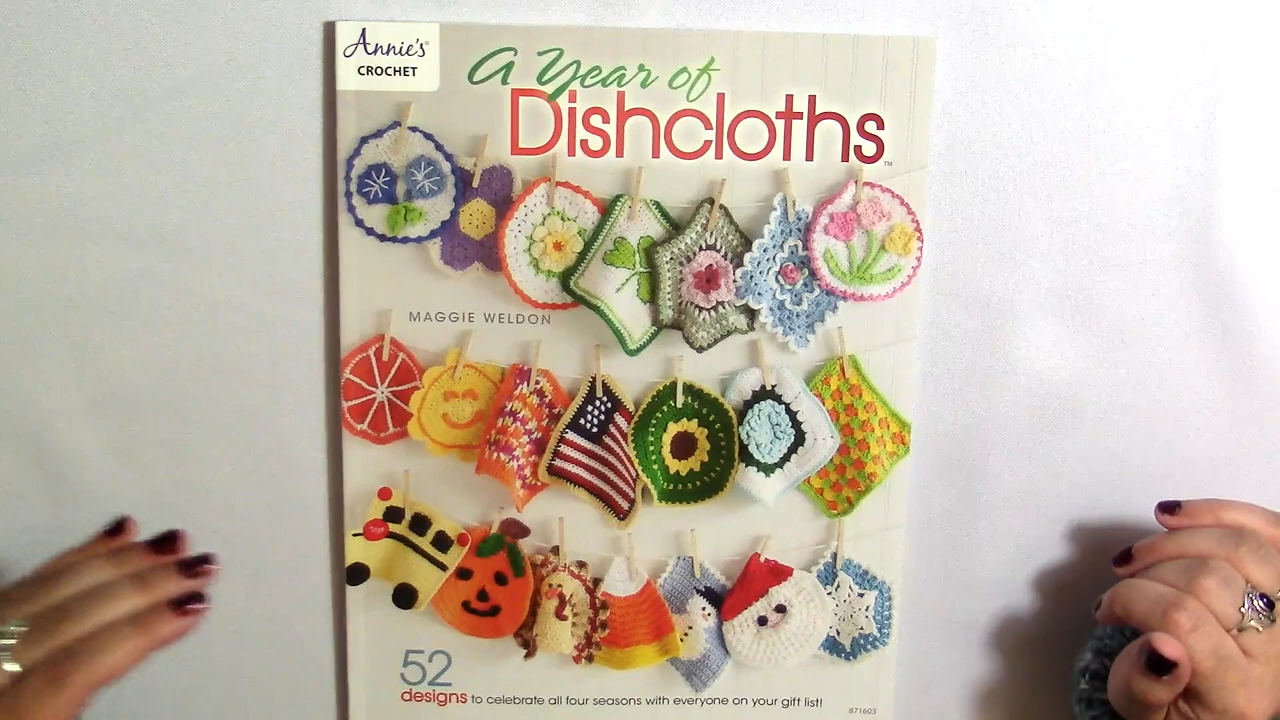 Annie's®
CROCHET
A Year of
Dishcloths™
MAGGIE WELDON
52
designs to celebrate all four seasons with everyone on your gift list!
871603